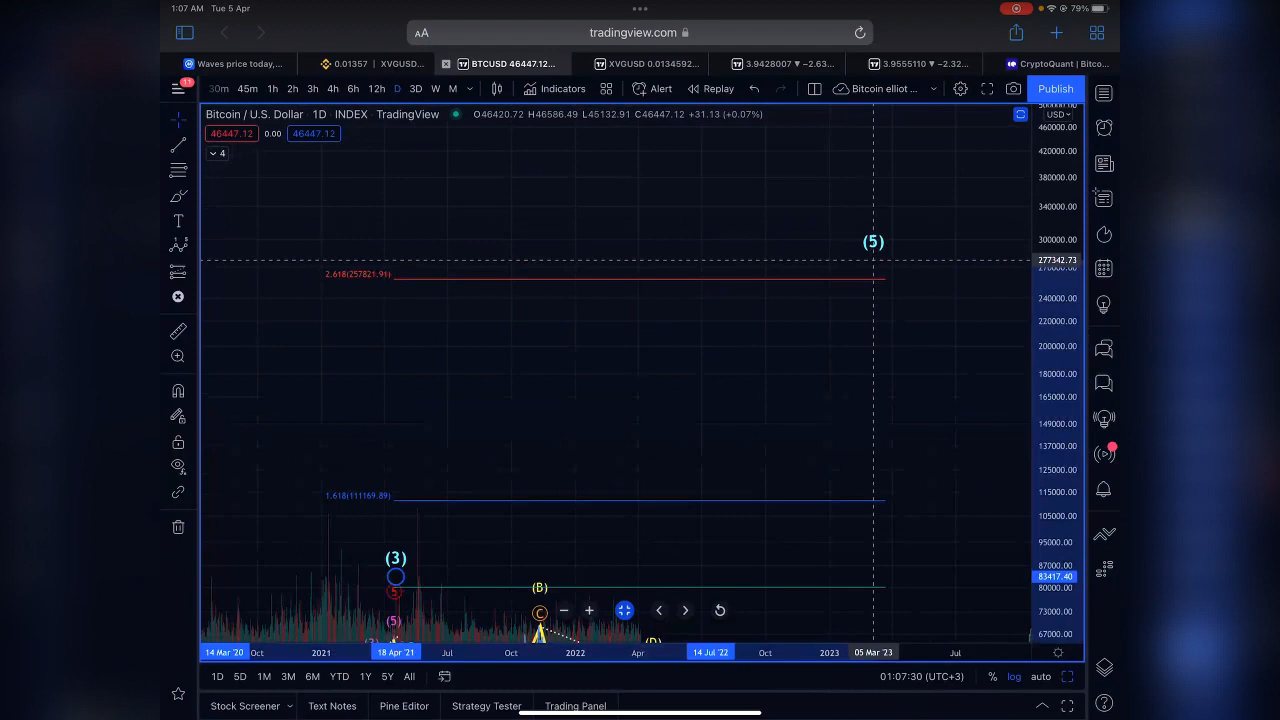 1:07 AM Tue 5 Apr
79%
AA
tradingview.com
Waves price today,...
0.01357 | XVGUSD...
BTCUSD 46447.12...
XVGUSD 0.0134592...
3.9428007 ▼ −2.63...
3.9555110 ▼ −2.32...
CryptoQuant | Bitco...
11
30m 45m 1h 2h 3h 4h 6h 12h D 3D W M
Indicators
Alert
Replay
Bitcoin elliot ...
Publish
Bitcoin / U.S. Dollar · 1D INDEX · TradingView
O46420.72 H46586.49 L45132.91 C46447.12 +31.13 (+0.07%)
USD
46447.12 0.00 46447.12
4
460000.00
420000.00
380000.00
340000.00
300000.00
(5)
277342.73
2.618(257821.91)
240000.00
220000.00
200000.00
180000.00
165000.00
149000.00
137000.00
125000.00
115000.00
1.618(111169.89)
105000.00
95000.00
87000.00
(3)
83417.40
80000.00
5
(B)
73000.00
C
(5)
67000.00
14 Mar '20 Oct 2021 18 Apr '21 Jul Oct 2022 Apr 14 Jul '22 Oct 2023 05 Mar '23 Jul
1D 5D 1M 3M 6M YTD 1Y 5Y All
01:07:30 (UTC+3)
% log auto
Stock Screener
Text Notes
Pine Editor
Strategy Tester
Trading Panel